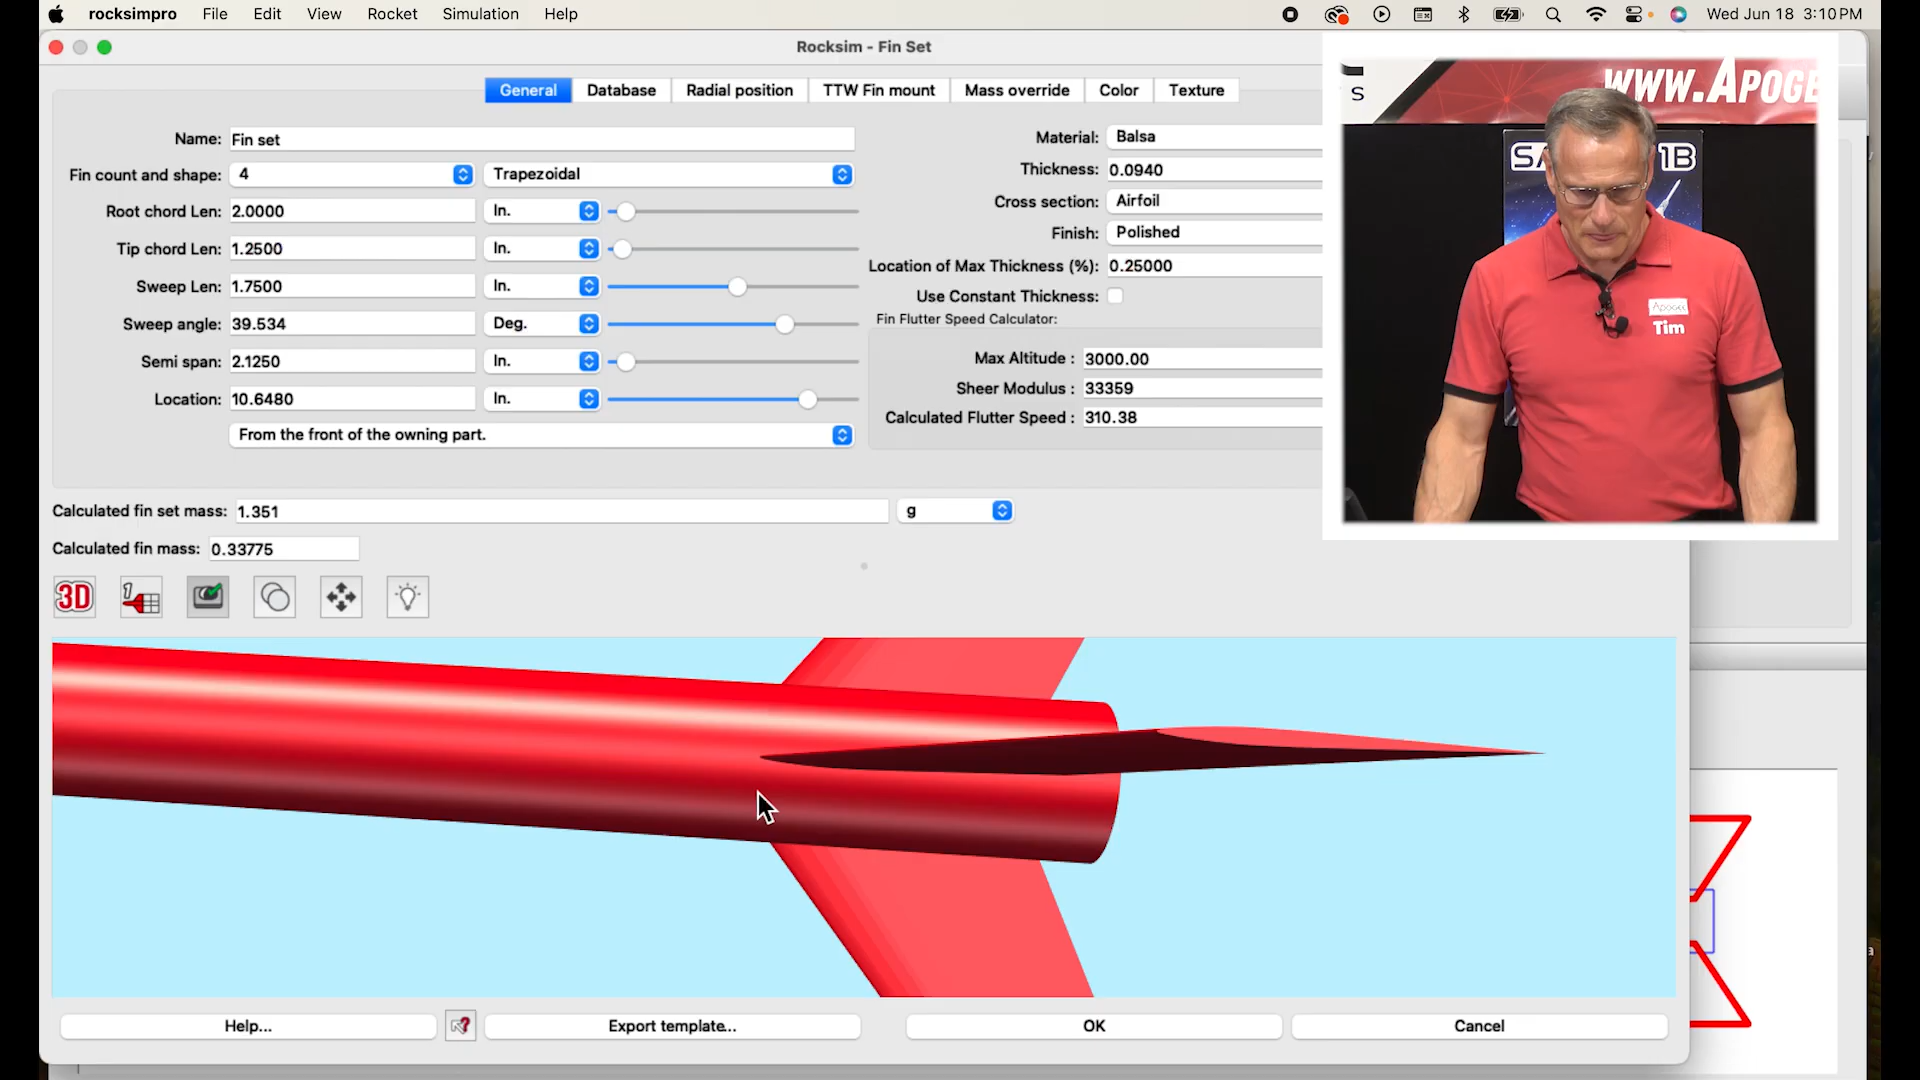 rocksimpro File Edit View Rocket Simulation Help
Wed Jun 18 3:10 PM
Rocksim - Fin Set
General Database Radial position TTW Fin mount Mass override Color Texture
Name: Fin set
Fin count and shape: 4 Trapezoidal
Root chord Len: 2.0000 In.
Tip chord Len: 1.2500 In.
Sweep Len: 1.7500 In.
Sweep angle: 39.534 Deg.
Semi span: 2.1250 In.
Location: 10.6480 In.
From the front of the owning part.
Material: Balsa
Thickness: 0.0940
Cross section: Airfoil
Finish: Polished
Location of Max Thickness (%): 0.25000
Use Constant Thickness:
Fin Flutter Speed Calculator:
Max Altitude : 3000.00
Sheer Modulus : 33359
Calculated Flutter Speed : 310.38
WWW.APOGE
S
SA 1B
Apogee
Tim
Calculated fin set mass: 1.351 g
Calculated fin mass: 0.33775
3D
1
Help... Export template... OK Cancel